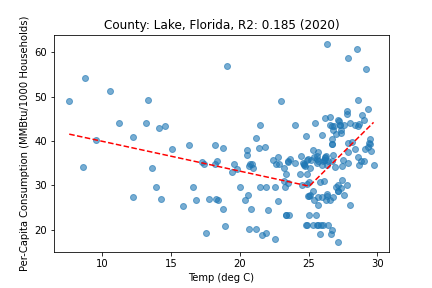 County: Lake, Florida, R2: 0.185 (2020)
Per-Capita Consumption (MMBtu/1000 Households)
60
50
40
30
20
10 15 20 25 30
Temp (deg C)